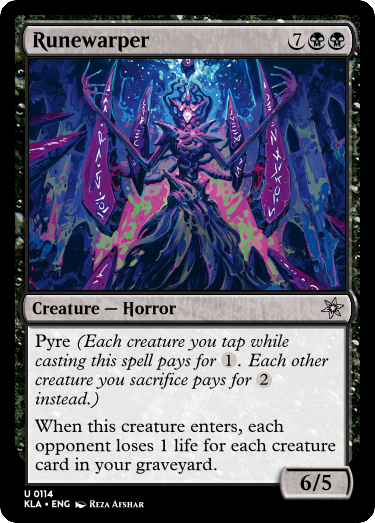 Runewarper 7
Creature — Horror
Pyre (Each creature you tap while
casting this spell pays for 1. Each other
creature you sacrifice pays for 2
instead.)
When this creature enters, each
opponent loses 1 life for each creature
card in your graveyard.
6/5
U 0114
KLA • ENG Reza Afshar